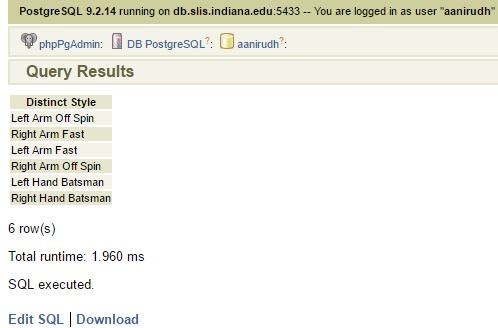 PostgreSQL 9.2.14 running on db.slis.indiana.edu:5433 -- You are logged in as user "aanirudh"
phpPgAdmin: DB PostgreSQL?: aanirudh?:
Query Results
Distinct Style
Left Arm Off Spin
Right Arm Fast
Left Arm Fast
Right Arm Off Spin
Left Hand Batsman
Right Hand Batsman
6 row(s)
Total runtime: 1.960 ms
SQL executed.
Edit SQL | Download